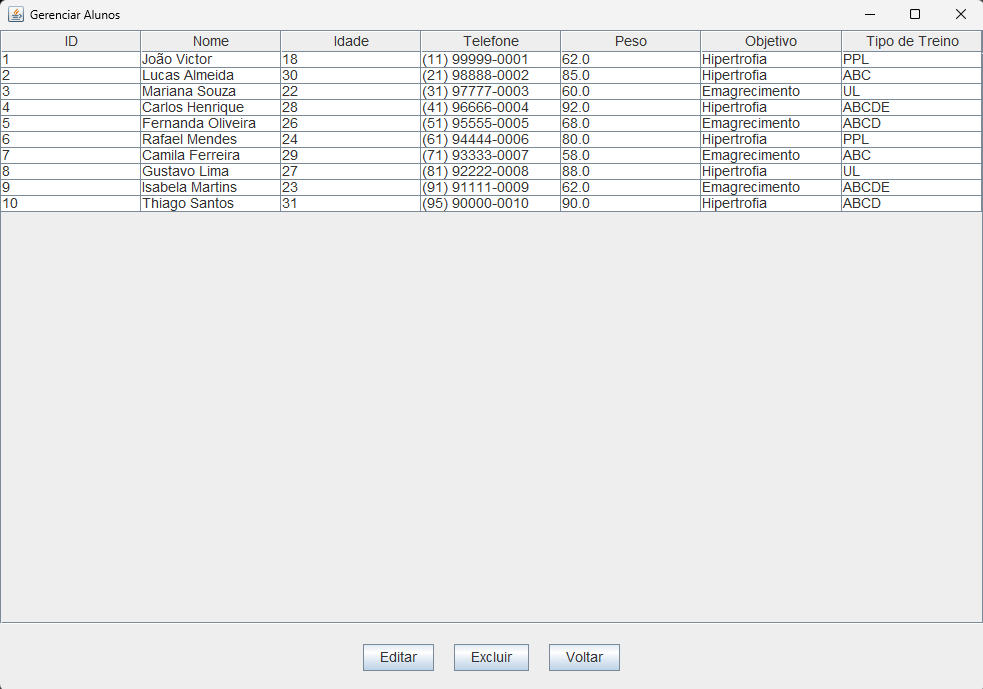 Gerenciar Alunos
ID Nome Idade Telefone Peso Objetivo Tipo de Treino
1 João Victor 18 (11) 99999-0001 62.0 Hipertrofia PPL
2 Lucas Almeida 30 (21) 98888-0002 85.0 Hipertrofia ABC
3 Mariana Souza 22 (31) 97777-0003 60.0 Emagrecimento UL
4 Carlos Henrique 28 (41) 96666-0004 92.0 Hipertrofia ABCDE
5 Fernanda Oliveira 26 (51) 95555-0005 68.0 Emagrecimento ABCD
6 Rafael Mendes 24 (61) 94444-0006 80.0 Hipertrofia PPL
7 Camila Ferreira 29 (71) 93333-0007 58.0 Emagrecimento ABC
8 Gustavo Lima 27 (81) 92222-0008 88.0 Hipertrofia UL
9 Isabela Martins 23 (91) 91111-0009 62.0 Emagrecimento ABCDE
10 Thiago Santos 31 (95) 90000-0010 90.0 Hipertrofia ABCD
Editar Excluir Voltar